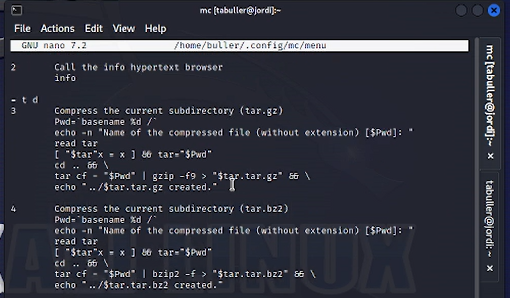 mc [tabuller@jordi]:~
File Actions Edit View Help
GNU nano 7.2 /home/buller/.config/mc/menu
2 Call the info hypertext browser
info
= t d
3 Compress the current subdirectory (tar.gz)
Pwd=`basename %d /`
echo -n "Name of the compressed file (without extension) [$Pwd]: "
read tar
[ "$tar"x = x ] && tar="$Pwd"
cd .. && \
tar cf - "$Pwd" | gzip -f9 > "$tar.tar.gz" && \
echo "../$tar.tar.gz created."
4 Compress the current subdirectory (tar.bz2)
Pwd=`basename %d /`
echo -n "Name of the compressed file (without extension) [$Pwd]: "
read tar
[ "$tar"x = x ] && tar="$Pwd"
cd .. && \
tar cf - "$Pwd" | bzip2 -f > "$tar.tar.bz2" && \
echo "../$tar.tar.bz2 created."
mc [tabuller@jordi]:~
tabuller@jordi:~